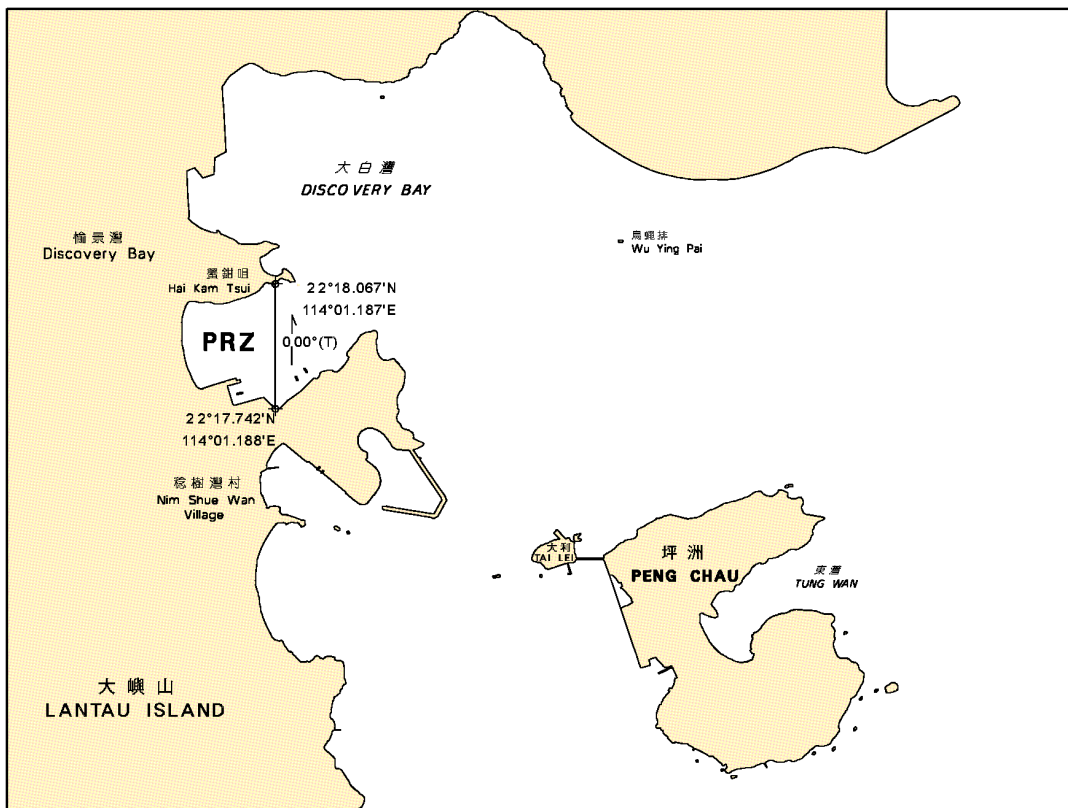 大白灣
DISCOVERY BAY
愉景灣
Discovery Bay
烏蠅排
Wu Ying Pai
蟹鉗咀
Hai Kam Tsui
22°18.067'N
114°01.187'E
PRZ
0.00°(T)
22°17.742'N
114°01.188'E
稔樹灣村
Nim Shue Wan
Village
大利
TAI LEI
坪洲
PENG CHAU
東灣
TUNG WAN
大嶼山
LANTAU ISLAND